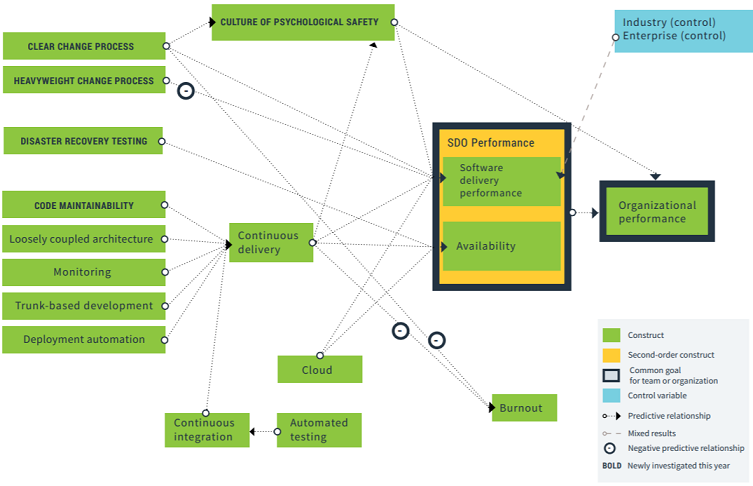 CULTURE OF PSYCHOLOGICAL SAFETY
Industry (control)
Enterprise (control)
CLEAR CHANGE PROCESS
HEAVYWEIGHT CHANGE PROCESS
-
DISASTER RECOVERY TESTING
SDO Performance
Software
delivery
performance
Availability
Organizational
performance
CODE MAINTAINABILITY
Loosely coupled architecture
Monitoring
Trunk-based development
Deployment automation
Continuous
delivery
-
-
Cloud
Burnout
Continuous
integration
Automated
testing
Construct
Second-order construct
Common goal
for team or organization
Control variable
Predictive relationship
Mixed results
- Negative predictive relationship
BOLD Newly investigated this year